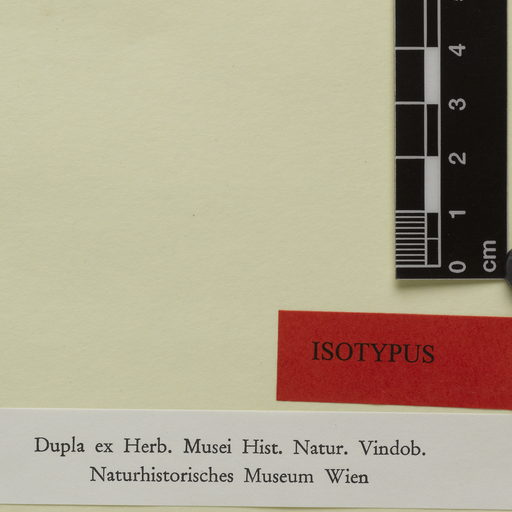 4
3
2
1
0
cm
ISOTYPUS
Dupla ex Herb. Musei Hist. Natur. Vindob.
Naturhistorisches Museum Wien